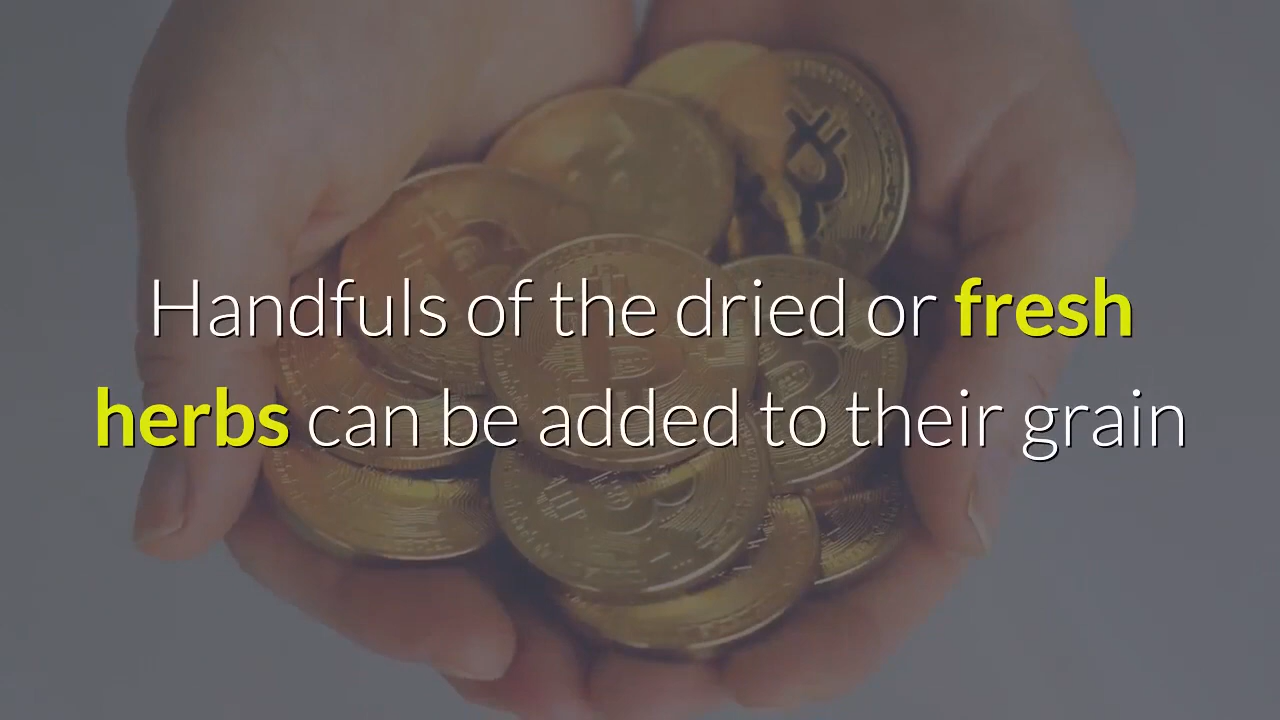 Handfuls of the dried or fresh
herbs can be added to their grain